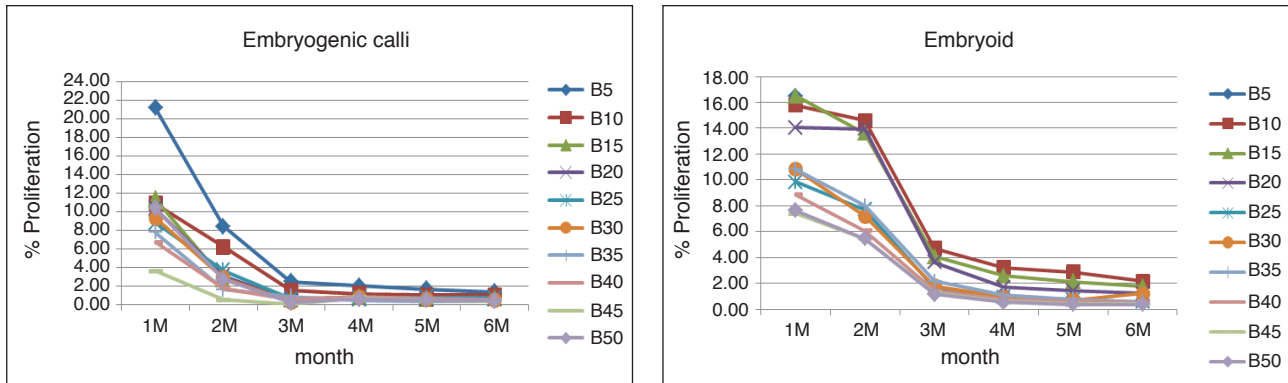 Embryogenic calli
% Proliferation
24.00
22.00
20.00
18.00
16.00
14.00
12.00
10.00
8.00
6.00
4.00
2.00
0.00
1M 2M 3M 4M 5M 6M
month
B5
B10
B15
B20
B25
B30
B35
B40
B45
B50
Embryoid
% Proliferation
18.00
16.00
14.00
12.00
10.00
8.00
6.00
4.00
2.00
0.00
1M 2M 3M 4M 5M 6M
month
B5
B10
B15
B20
B25
B30
B35
B40
B45
B50